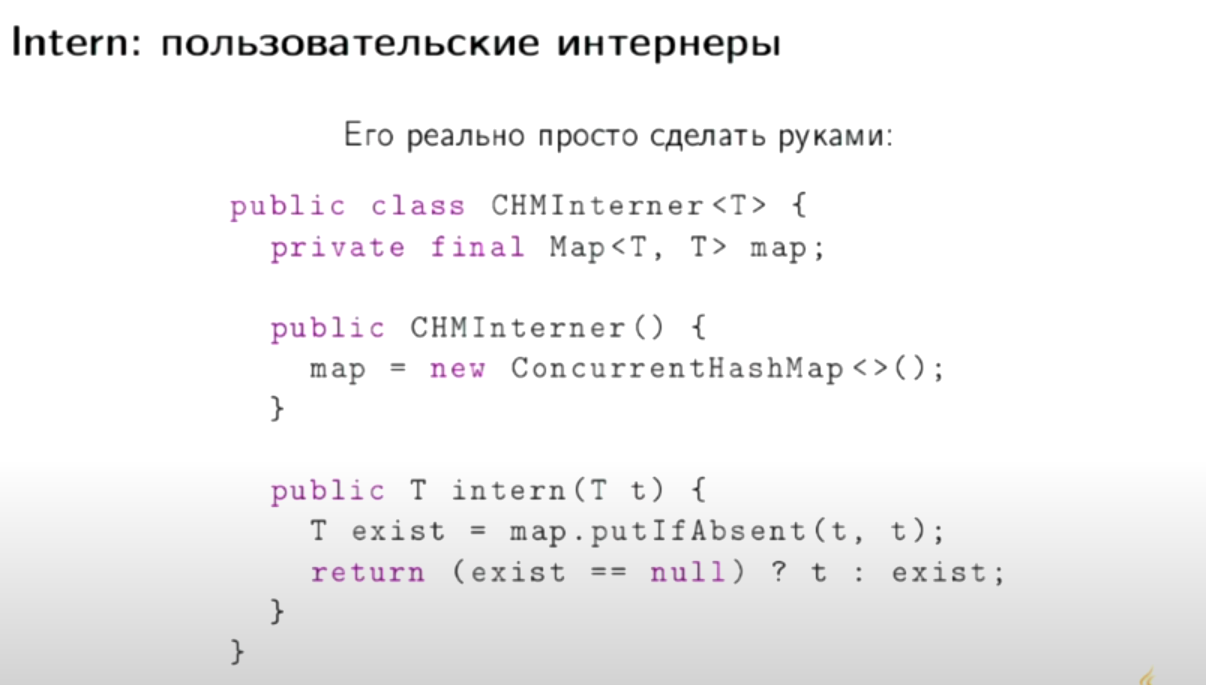 Intern: пользовательские интернеры
Его реально просто сделать руками:
public class CHMInterner<T> {
private final Map<T, T> map;
public CHMInterner() {
map = new ConcurrentHashMap<>();
}
public T intern(T t) {
T exist = map.putIfAbsent(t, t);
return (exist == null) ? t : exist;
}
}